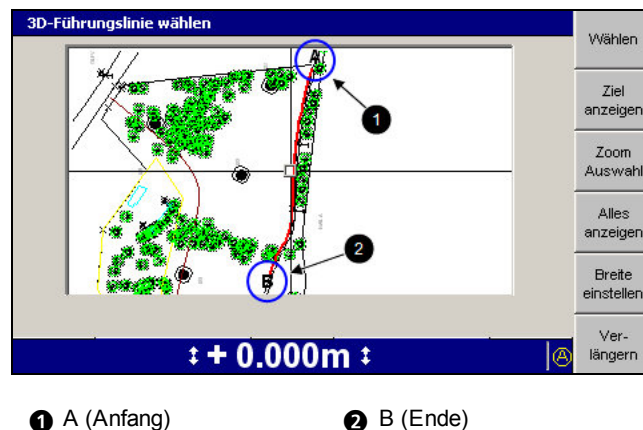 3D-Führungslinie wählen
Wählen
Ziel
anzeigen
Zoom
Auswahl
Alles
anzeigen
Breite
einstellen
Ver-
längern
A
1
2
B
+ 0.000m
A
1 A (Anfang)
2 B (Ende)